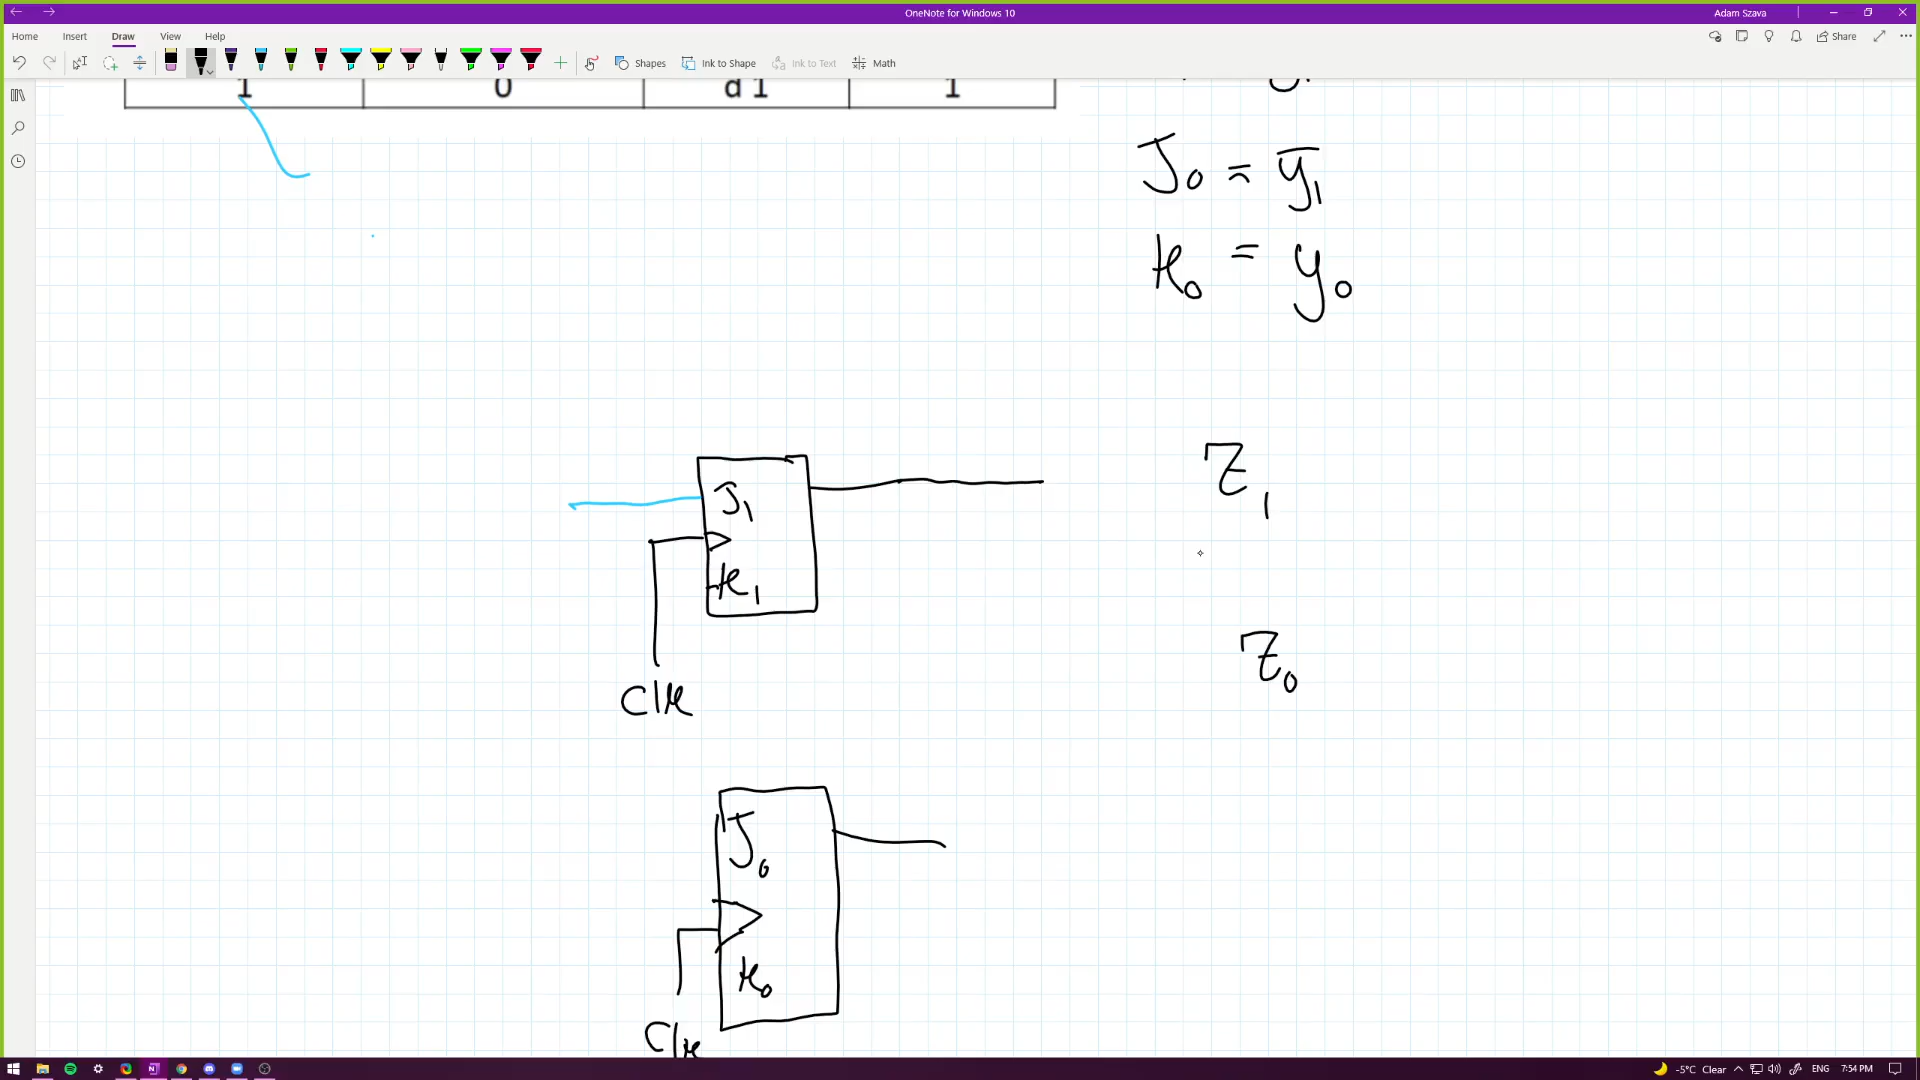 OneNote for Windows 10
Adam Szava
Home Insert Draw View Help
Share
Shapes Ink to Shape Ink to Text Math
1 0 d 1 1
J0 = y̅1
K0 = y0
Z1
J1
K1
Z0
Clk
J0
K0
Clk
-5°C Clear ENG 7:54 PM